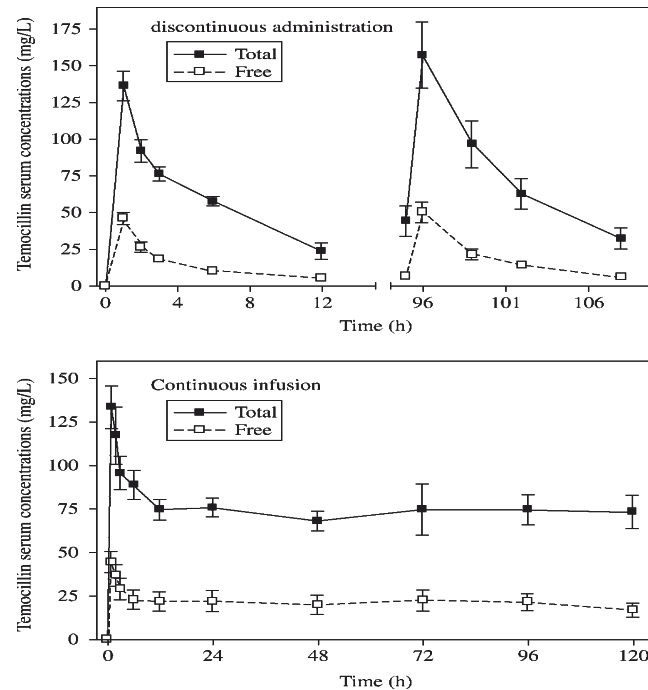 discontinuous administration
Total
Free
Temocillin serum concentrations (mg/L)
175
150
125
100
75
50
25
0
0 4 8 12 96 101 106
Time (h)
Continuous infusion
Total
Free
Temocillin serum concentrations (mg/L)
150
125
100
75
50
25
0
0 24 48 72 96 120
Time (h)